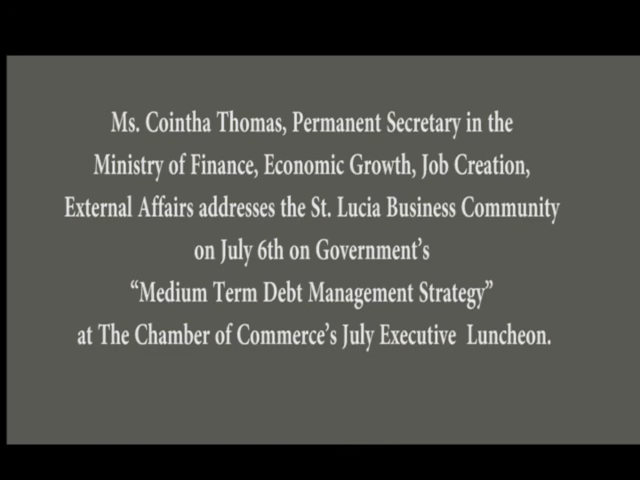 Ms. Cointha Thomas, Permanent Secretary in the
Ministry of Finance, Economic Growth, Job Creation,
External Affairs addresses the St. Lucia Business Community
on July 6th on Government’s
“Medium Term Debt Management Strategy”
at The Chamber of Commerce’s July Executive  Luncheon.